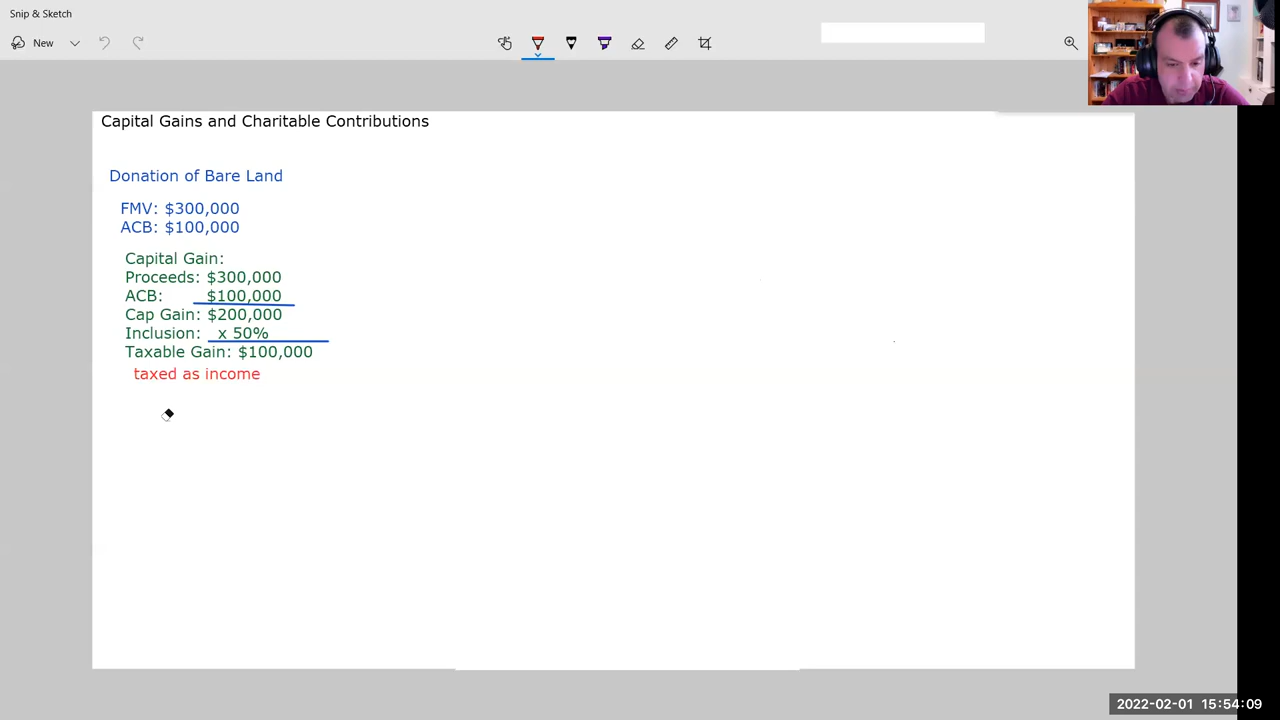 Snip & Sketch
New
Capital Gains and Charitable Contributions
Donation of Bare Land
FMV: $300,000
ACB: $100,000
Capital Gain:
Proceeds: $300,000
ACB: $100,000
Cap Gain: $200,000
Inclusion: x 50%
Taxable Gain: $100,000
taxed as income
2022-02-01 15:54:09